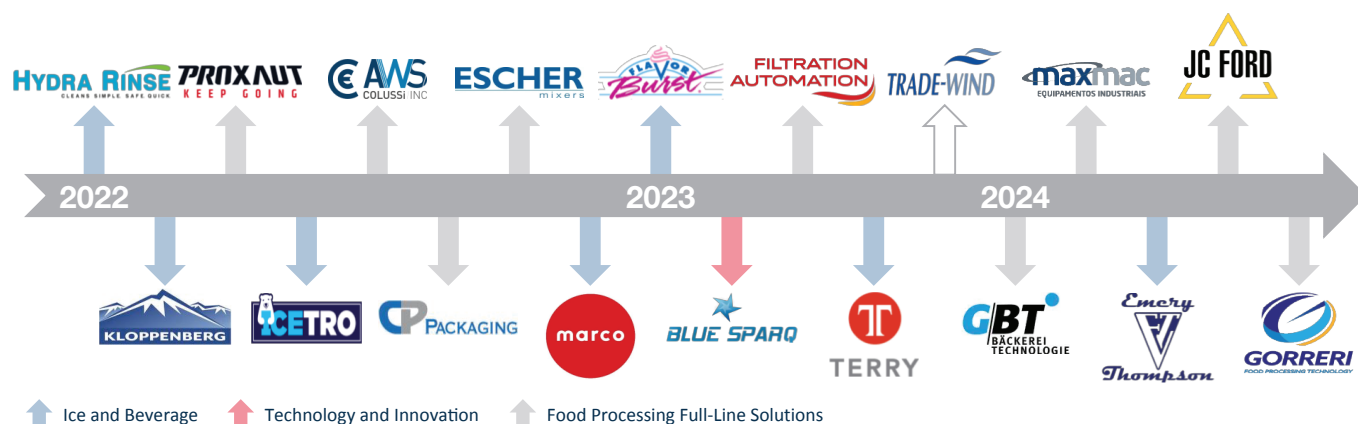 HYDRA RINSE
CLEANS SIMPLE SAFE QUICK
PROXAUT
KEEP GOING
CE AWS
COLUSSi INC
ESCHER
mixers
FLAVOR
Burst®
FILTRATION
AUTOMATION
TRADE-WIND
maxmac
EQUIPAMENTOS INDUSTRIAIS
JC FORD
2022
2023
2024
KLOPPENBERG
ICETRO
CP PACKAGING
marco
BLUE SPARQ
T
TERRY
GBT
BÄCKEREI
TECHNOLOGIE
Emery
ET
Thompson
G
GORRERI
FOOD PROCESSING TECHNOLOGY
Ice and Beverage
Technology and Innovation
Food Processing Full-Line Solutions